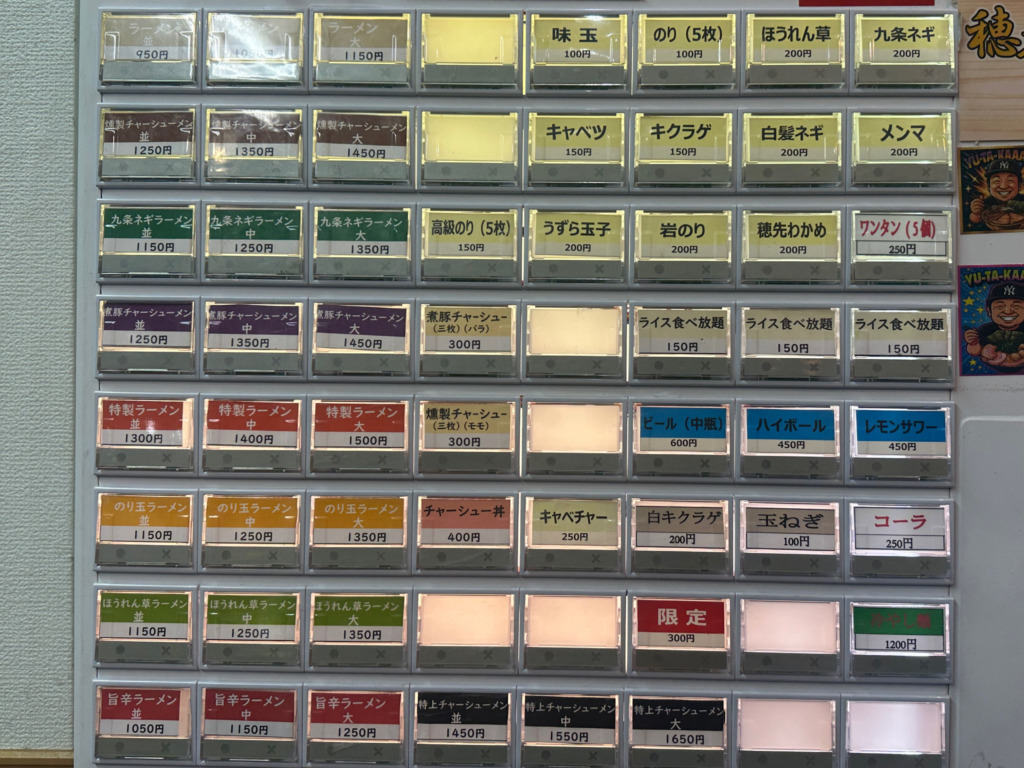 ラーメン
並
950円
ラーメン
中
1050円
ラーメン
大
1150円
味玉
100円
のり（5枚）
100円
ほうれん草
200円
九条ネギ
200円
燻製チャーシューメン
並
1250円
燻製チャーシューメン
中
1350円
燻製チャーシューメン
大
1450円
キャベツ
150円
キクラゲ
150円
白髪ネギ
200円
メンマ
200円
九条ネギラーメン
並
1150円
九条ネギラーメン
中
1250円
九条ネギラーメン
大
1350円
高級のり（5枚）
150円
うずら玉子
200円
岩のり
200円
穂先わかめ
200円
ワンタン（5個）
250円
煮豚チャーシューメン
並
1250円
煮豚チャーシューメン
中
1350円
煮豚チャーシューメン
大
1450円
煮豚チャーシュー
（三枚）（バラ）
300円
ライス食べ放題
150円
ライス食べ放題
150円
ライス食べ放題
150円
特製ラーメン
並
1300円
特製ラーメン
中
1400円
特製ラーメン
大
1500円
燻製チャーシュー
（三枚）（モモ）
300円
ビール（中瓶）
600円
ハイボール
450円
レモンサワー
450円
のり玉ラーメン
並
1150円
のり玉ラーメン
中
1250円
のり玉ラーメン
大
1350円
チャーシュー丼
400円
キャベチャー
250円
白キクラゲ
200円
玉ねぎ
100円
コーラ
250円
ほうれん草ラーメン
並
1150円
ほうれん草ラーメン
中
1250円
ほうれん草ラーメン
大
1350円
限定
300円
1200円
旨辛ラーメン
並
1050円
旨辛ラーメン
中
1150円
旨辛ラーメン
大
1250円
特上チャーシューメン
並
1450円
特上チャーシューメン
中
1550円
特上チャーシューメン
大
1650円
穂
YU-TA-KAA
NY
YU-TA-KAA
NY